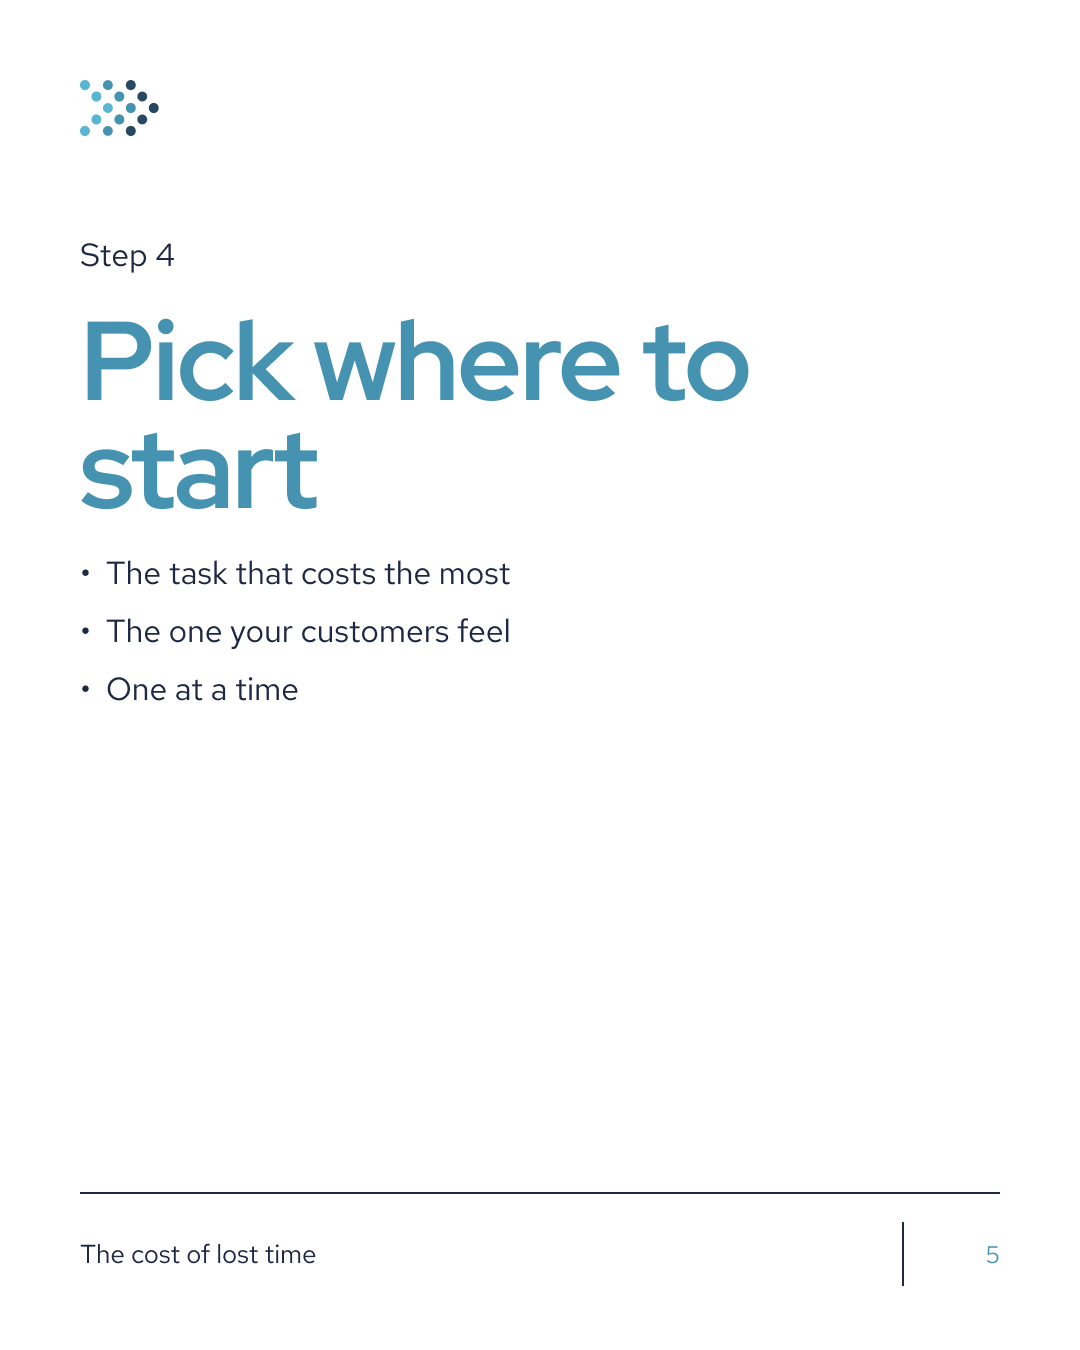 Step 4
Pick where to
start
• The task that costs the most
• The one your customers feel
• One at a time
The cost of lost time
5